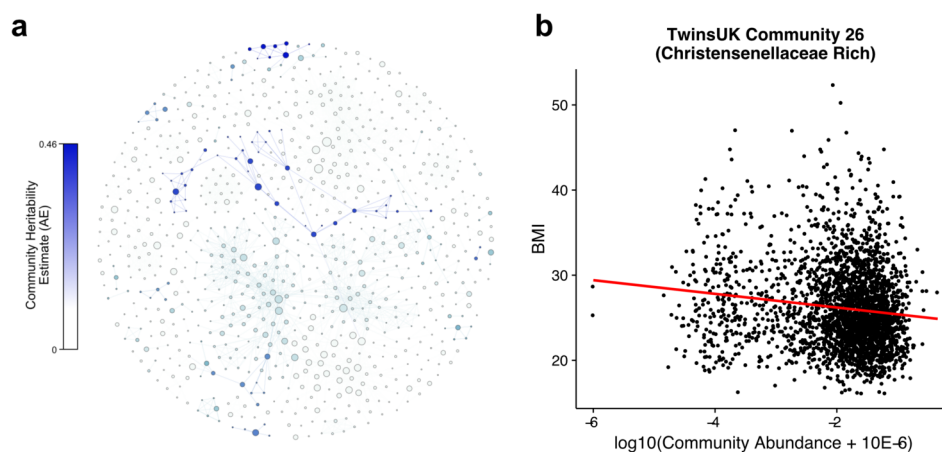 a
0.46
Community Heritability
Estimate (AE)
0
b
TwinsUK Community 26
(Christensenellaceae Rich)
50
40
30
20
BMI
-6
-4
-2
log10(Community Abundance + 10E-6)